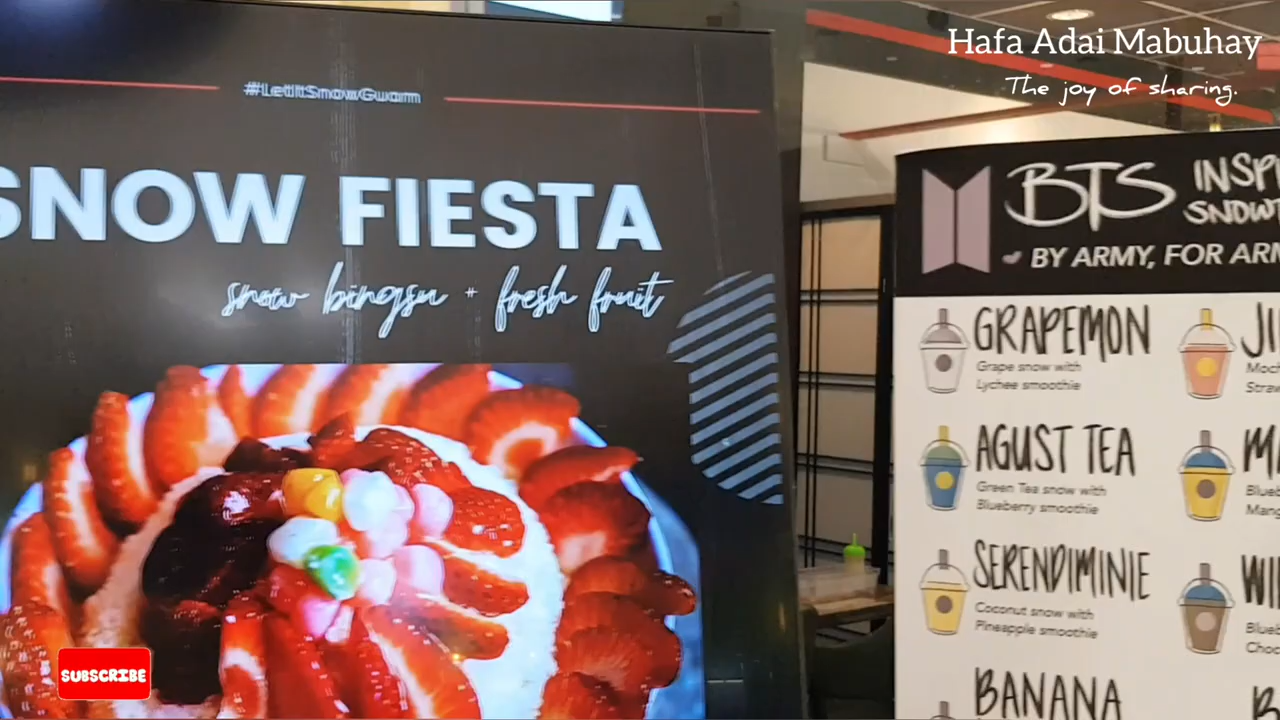 Hafa Adai Mabuhay
The joy of sharing.
#LetItSnowGuam
SNOW FIESTA
snow bingsu + fresh fruit
SUBSCRIBE
BTS
BY ARMY, FOR
GRAPEMON
Grape snow with
Lychee smoothie
AGUST TEA
Green Tea snow with
Blueberry smoothie
SERENDIMINIE
Coconut snow with
Pineapple smoothie
BANANA